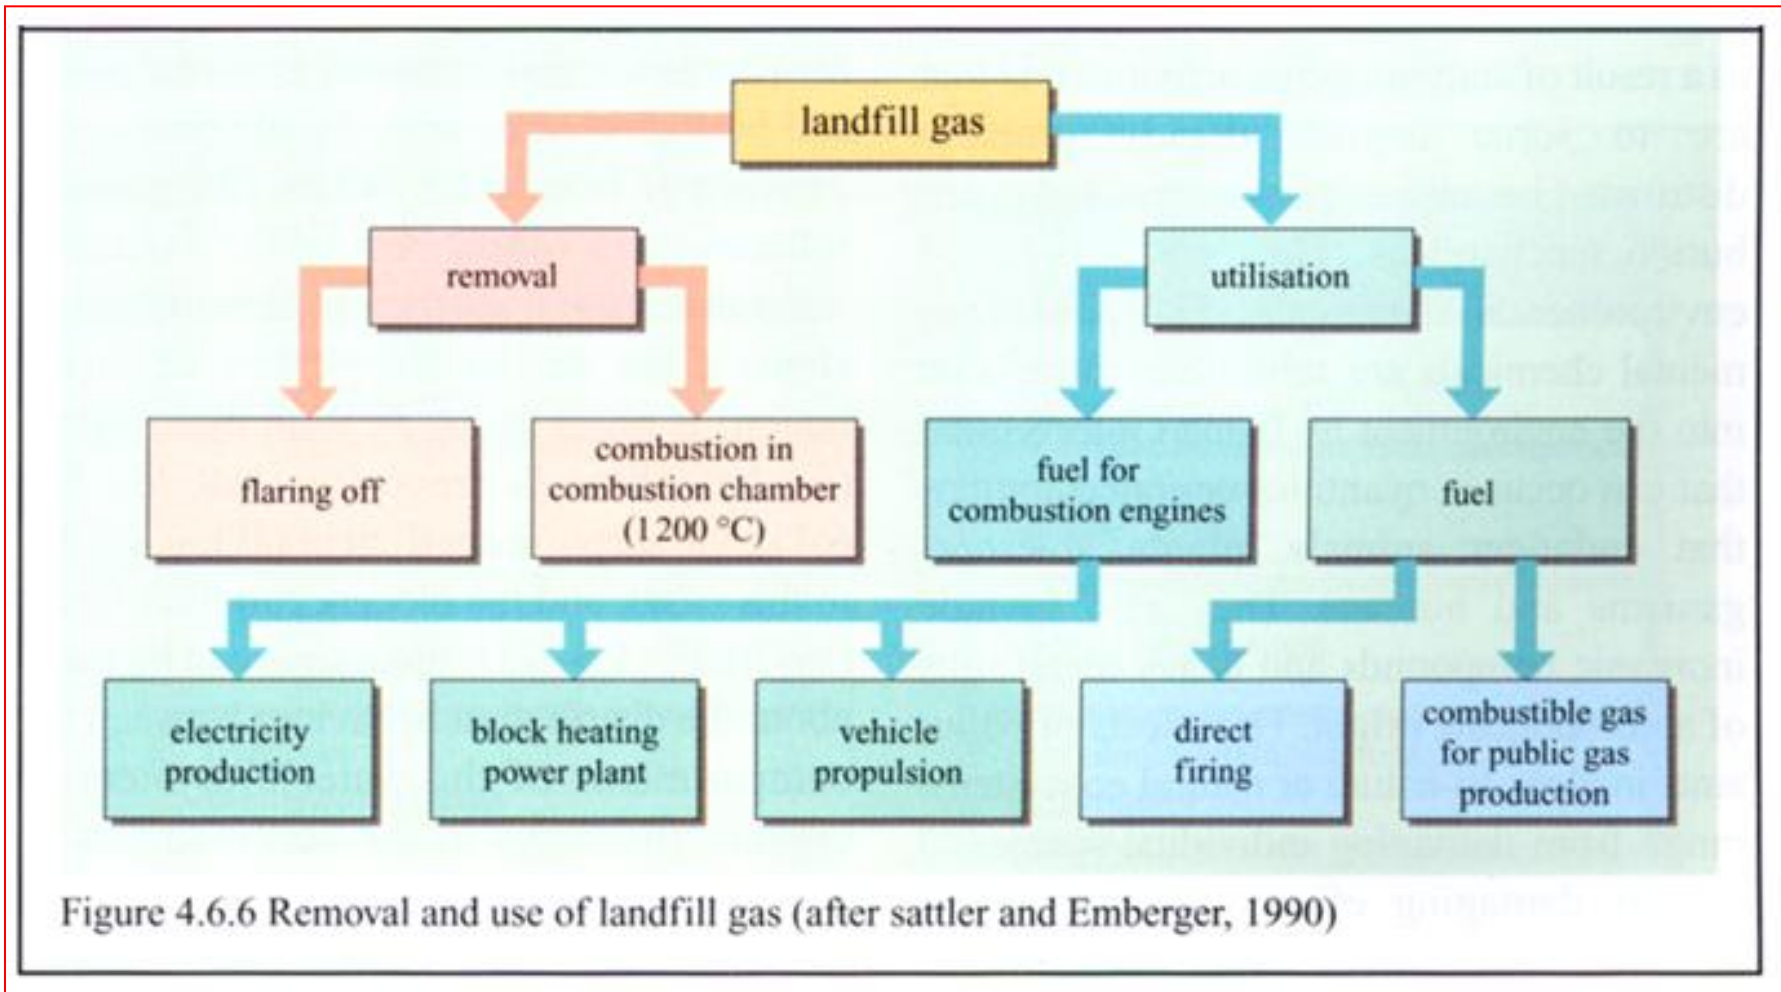 landfill gas
removal
utilisation
flaring off
combustion in
combustion chamber
(1200 °C)
fuel for
combustion engines
fuel
electricity
production
block heating
power plant
vehicle
propulsion
direct
firing
combustible gas
for public gas
production
Figure 4.6.6 Removal and use of landfill gas (after sattler and Emberger, 1990)